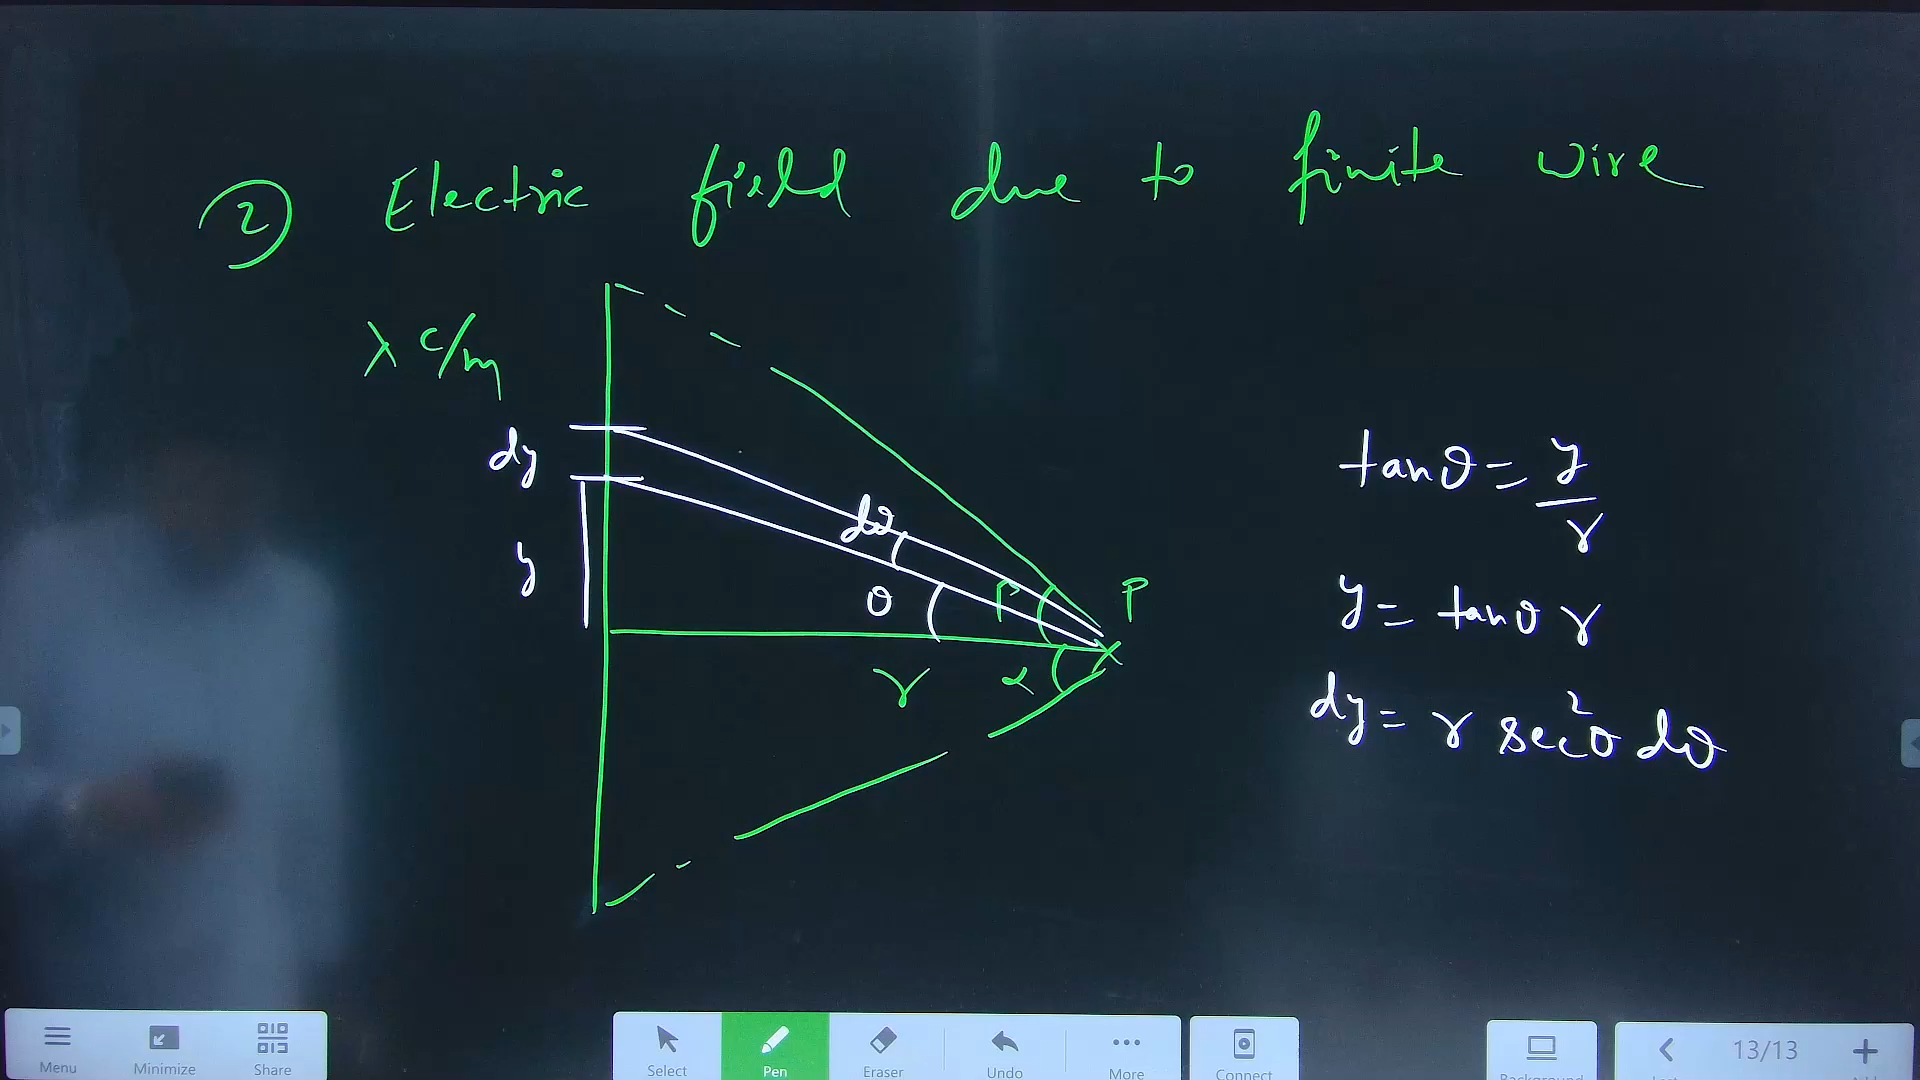 ② Electric field due to finite wire
λ C/m
dy
dθ
tanθ = y/r
y
θ
β
P
y = tanθ r
r
α
dy = r sec²θ dθ
Menu
Minimize
Share
Select
Pen
Eraser
Undo
More
Connect
Background
13/13